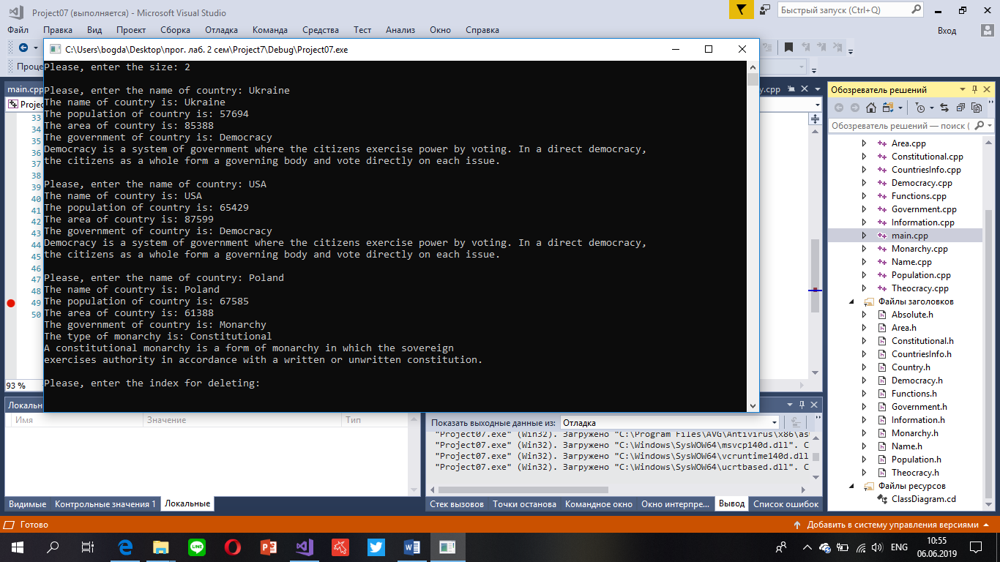 Project07 (выполняется) - Microsoft Visual Studio
Быстрый запуск (Ctrl+Q)
Файл Правка Вид Проект Сборка Отладка Команда Средства Тест Анализ Окно Справка
Вход
C:\Users\bogda\Desktop\прог. лаб. 2 сем\Project7\Debug\Project07.exe
Please, enter the size: 2
Please, enter the name of country: Ukraine
The name of country is: Ukraine
The population of country is: 57694
The area of country is: 85388
The government of country is: Democracy
Democracy is a system of government where the citizens exercise power by voting. In a direct democracy,
the citizens as a whole form a governing body and vote directly on each issue.
Please, enter the name of country: USA
The name of country is: USA
The population of country is: 65429
The area of country is: 87599
The government of country is: Democracy
Democracy is a system of government where the citizens exercise power by voting. In a direct democracy,
the citizens as a whole form a governing body and vote directly on each issue.
Please, enter the name of country: Poland
The name of country is: Poland
The population of country is: 67585
The area of country is: 61388
The government of country is: Monarchy
The type of monarchy is: Constitutional
A constitutional monarchy is a form of monarchy in which the sovereign
exercises authority in accordance with a written or unwritten constitution.
Please, enter the index for deleting:
Проце
main.cpp
y.cpp
Projec
33
34
35
36
37
38
39
40
41
42
43
44
45
46
47
48
49
50
93 %
Обозреватель решений
Обозреватель решений — поиск (
Area.cpp
Constitutional.cpp
CountriesInfo.cpp
Democracy.cpp
Functions.cpp
Government.cpp
Information.cpp
main.cpp
Monarchy.cpp
Name.cpp
Population.cpp
Theocracy.cpp
Файлы заголовков
Absolute.h
Area.h
Constitutional.h
CountriesInfo.h
Country.h
Democracy.h
Functions.h
Government.h
Information.h
Monarchy.h
Name.h
Population.h
Theocracy.h
Файлы ресурсов
ClassDiagram.cd
Локальн
Имя Значение Тип
Видимые Контрольные значения 1 Локальные
Показать выходные данные из: Отладка
"Project07.exe" (Win32). Загружено "C:\Program Files\AVG\Antivirus\x86\as
"Project07.exe" (Win32). Загружено "C:\Windows\SysWOW64\msvcp140d.dll". С
"Project07.exe" (Win32). Загружено "C:\Windows\SysWOW64\vcruntime140d.dll
"Project07.exe" (Win32). Загружено "C:\Windows\SysWOW64\ucrtbased.dll". С
Стек вызовов Точки останова Командное окно Окно интерпре... Вывод Список ошибок
Готово
Добавить в систему управления версиями
LINE
ENG
10:55
06.06.2019